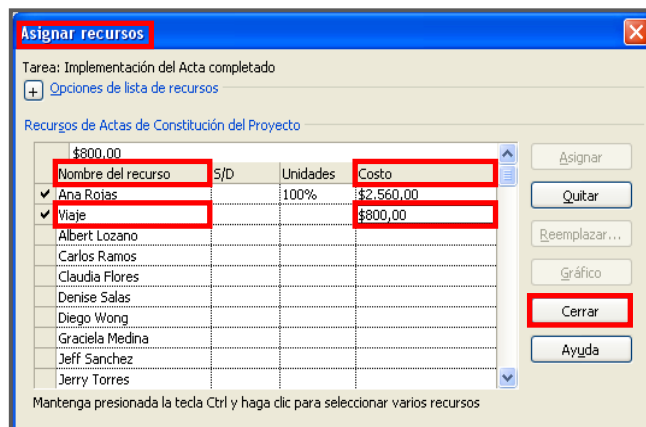 Asignar recursos
Tarea: Implementación del Acta completado
Opciones de lista de recursos
Recursos de Actas de Constitución del Proyecto
$800,00
Nombre del recurso S/D Unidades Costo
Ana Rojas 100% $2.560,00
Viaje $800,00
Albert Lozano
Carlos Ramos
Claudia Flores
Denise Salas
Diego Wong
Graciela Medina
Jeff Sanchez
Jerry Torres
Asignar
Quitar
Reemplazar...
Gráfico
Cerrar
Ayuda
Mantenga presionada la tecla Ctrl y haga clic para seleccionar varios recursos